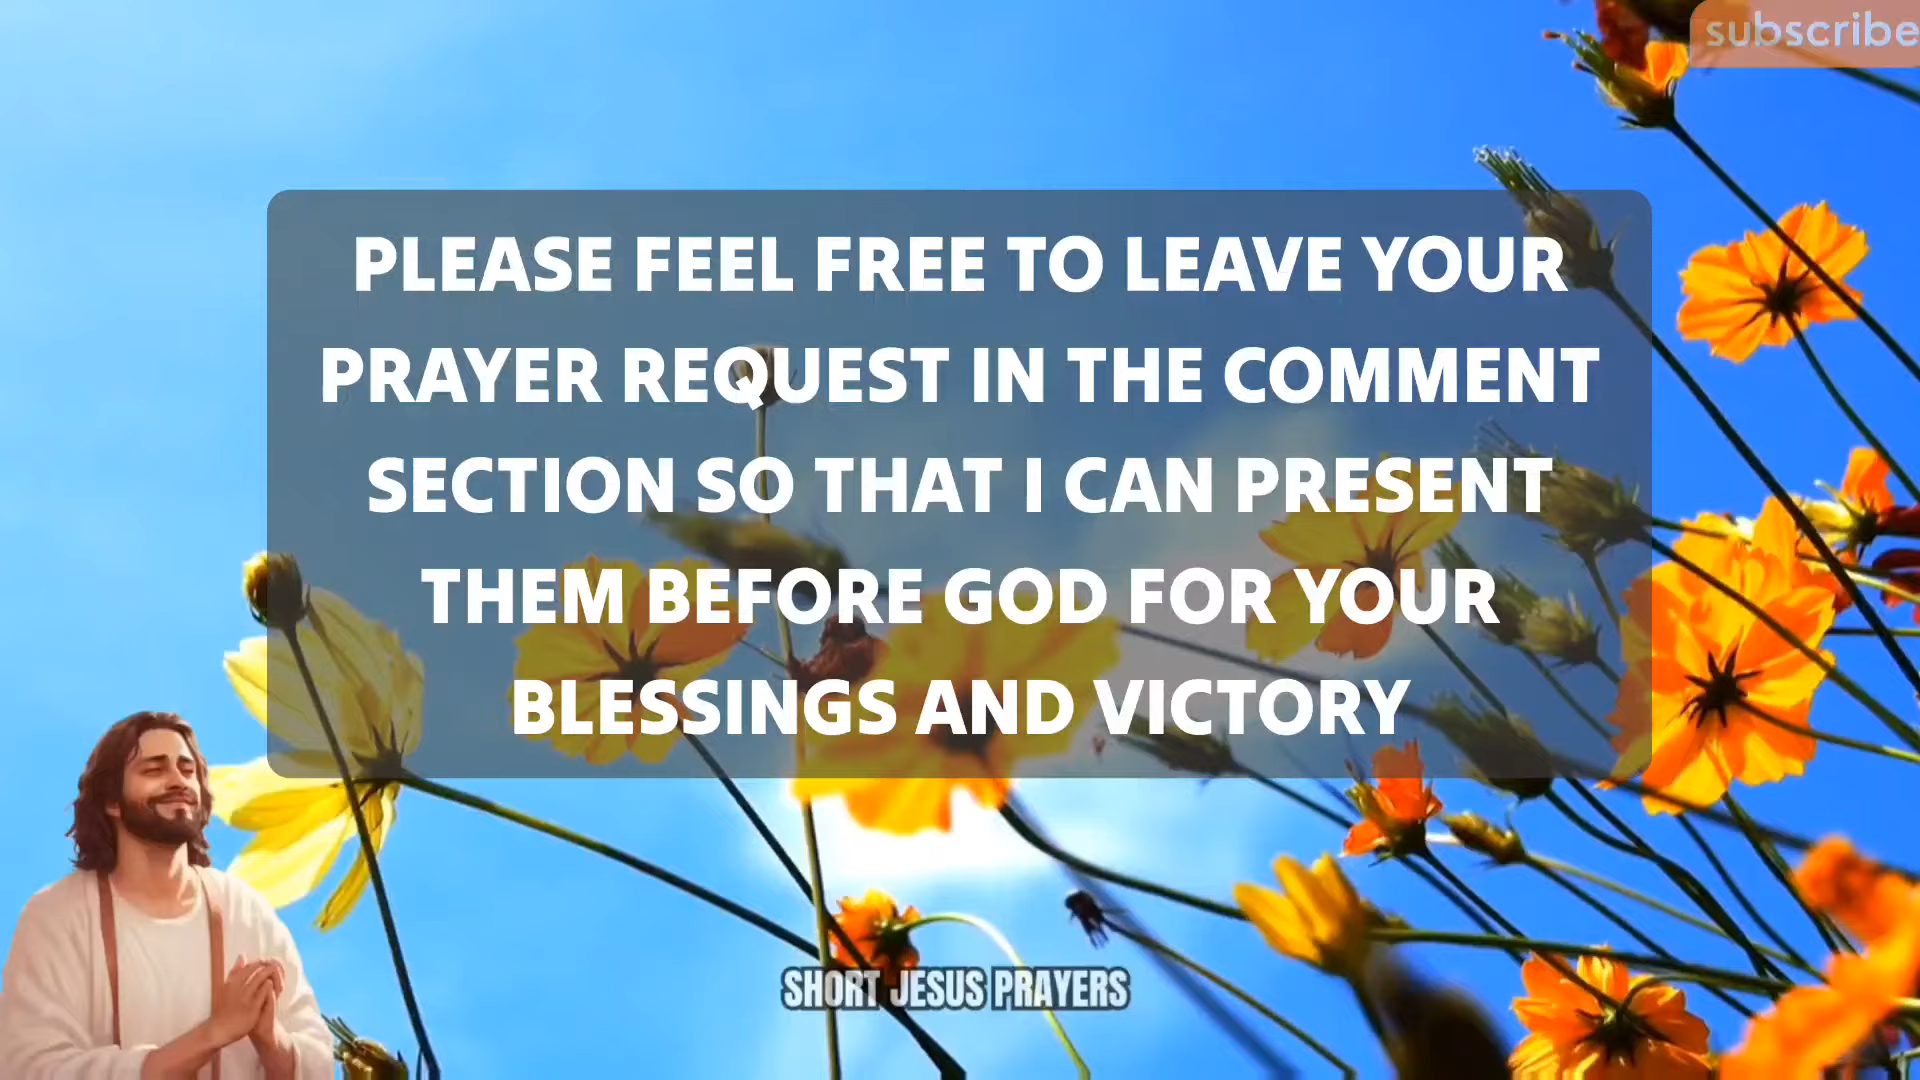 subscribe
PLEASE FEEL FREE TO LEAVE YOUR
PRAYER REQUEST IN THE COMMENT
SECTION SO THAT I CAN PRESENT
THEM BEFORE GOD FOR YOUR
BLESSINGS AND VICTORY
SHORT JESUS PRAYERS